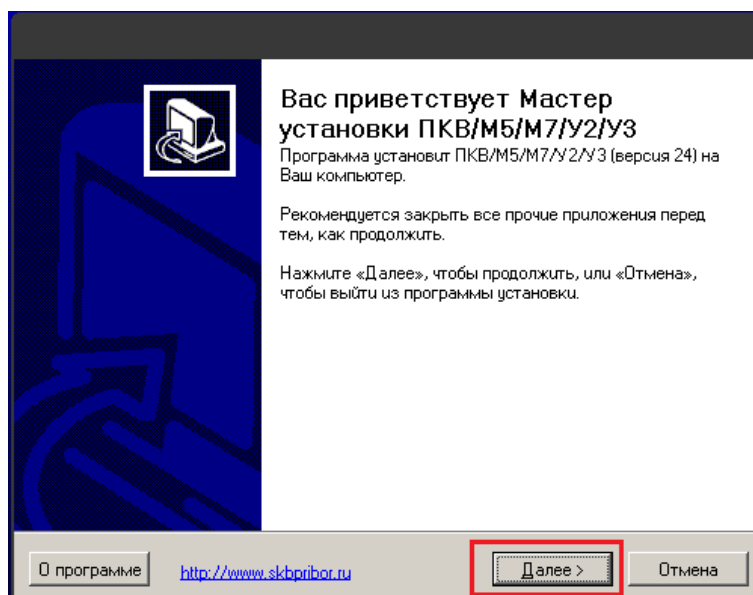 Вас приветствует Мастер
установки ПКВ/М5/М7/У2/У3
Программа установит ПКВ/М5/М7/У2/У3 (версия 24) на
Ваш компьютер.
Рекомендуется закрыть все прочие приложения перед
тем, как продолжить.
Нажмите «Далее», чтобы продолжить, или «Отмена»,
чтобы выйти из программы установки.
О программе
http://www.skbpribor.ru
Далее >
Отмена